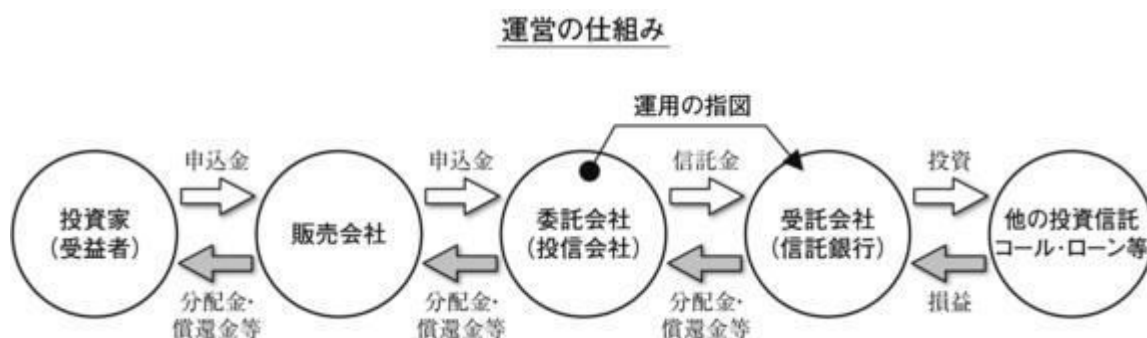 運営の仕組み
運用の指図
申込金
申込金
信託金
投資
投資家
(受益者)
販売会社
委託会社
(投信会社)
受託会社
(信託銀行)
他の投資信託
コール・ローン等
分配金・
償還金等
分配金・
償還金等
分配金・
償還金等
損益